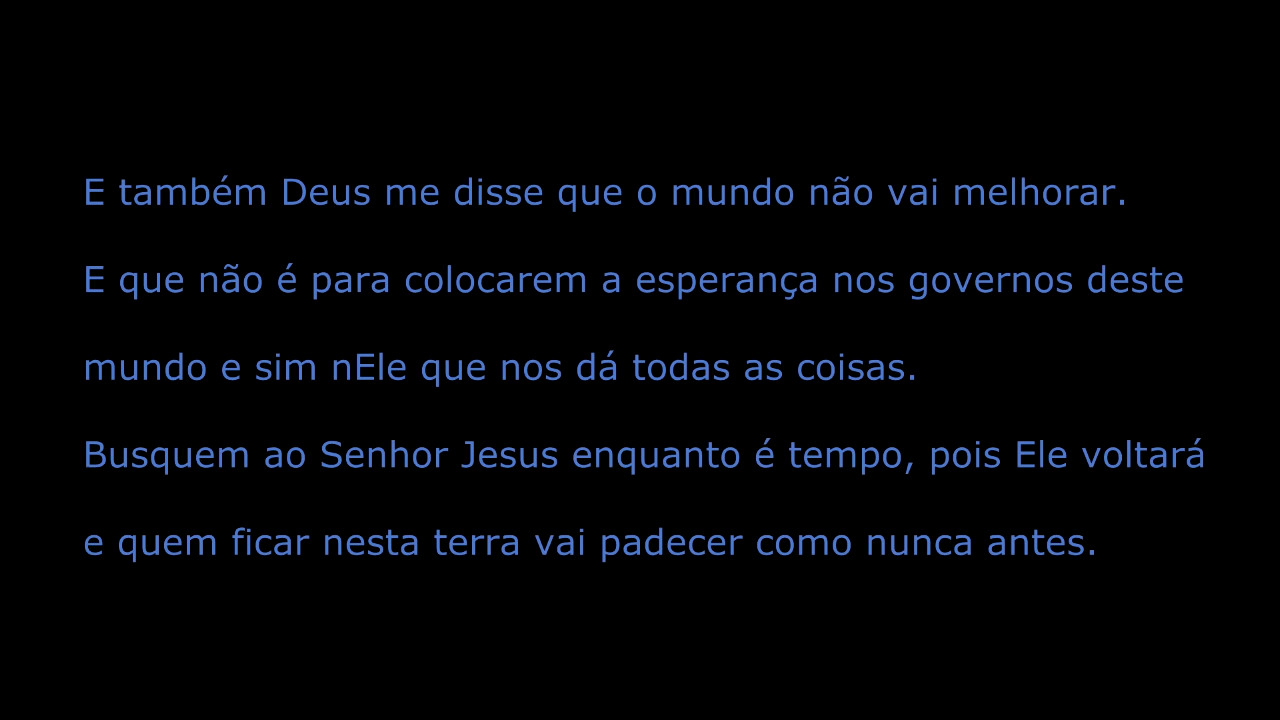 E também Deus me disse que o mundo não vai melhorar.
E que não é para colocarem a esperança nos governos deste
mundo e sim nEle que nos dá todas as coisas.
Busquem ao Senhor Jesus enquanto é tempo, pois Ele voltará
e quem ficar nesta terra vai padecer como nunca antes.